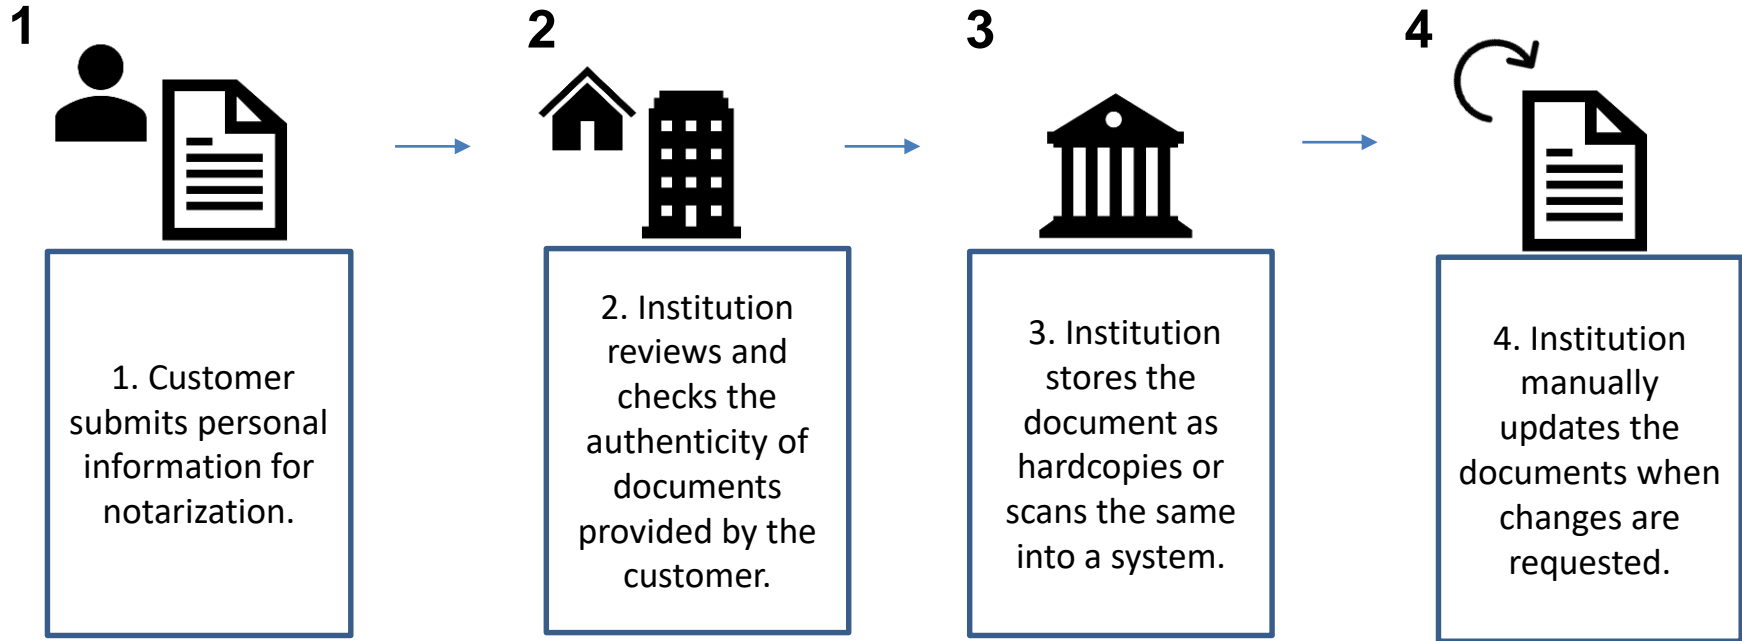 1
2
3
4
1. Customer
submits personal
information for
notarization.
2. Institution
reviews and
checks the
authenticity of
documents
provided by the
customer.
3. Institution
stores the
document as
hardcopies or
scans the same
into a system.
4. Institution
manually
updates the
documents when
changes are
requested.